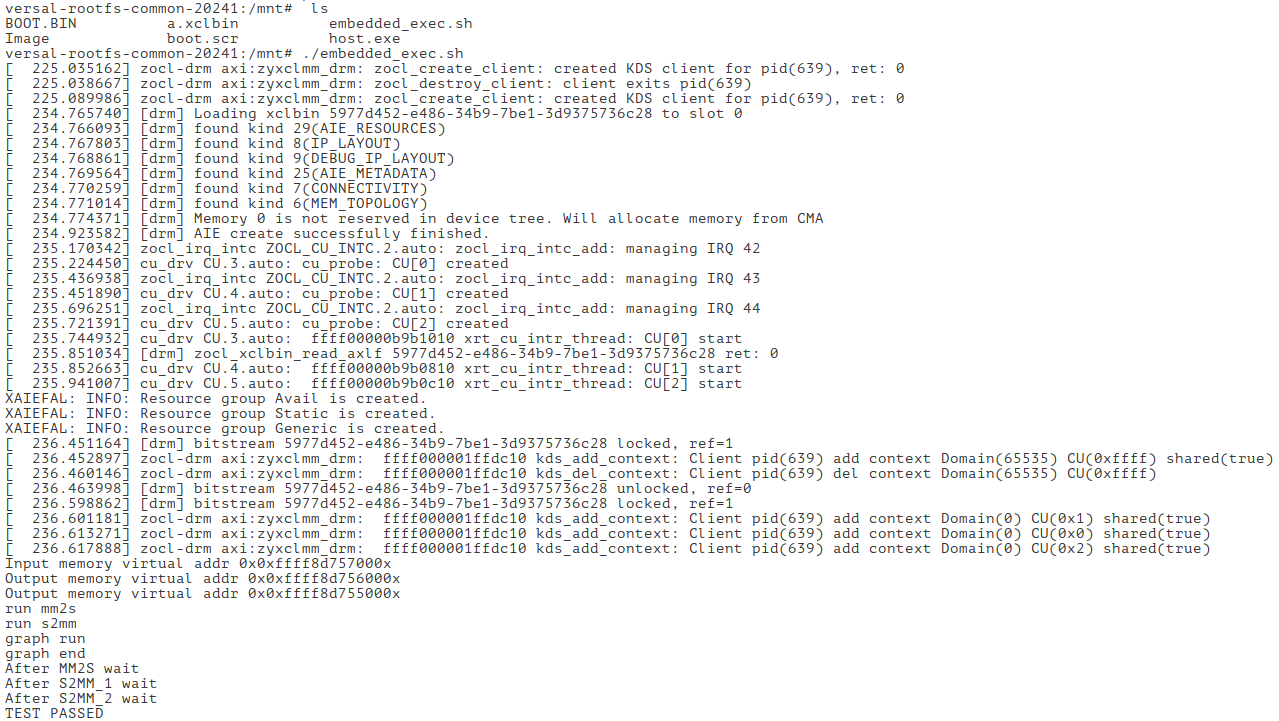 versal-rootfs-common-20241:/mnt#  ls
BOOT.BIN          a.xclbin          embedded_exec.sh
Image             boot.scr          host.exe
versal-rootfs-common-20241:/mnt# ./embedded_exec.sh
[  225.035162] zocl-drm axi:zyxclmm_drm: zocl_create_client: created KDS client for pid(639), ret: 0
[  225.038667] zocl-drm axi:zyxclmm_drm: zocl_destroy_client: client exits pid(639)
[  225.089986] zocl-drm axi:zyxclmm_drm: zocl_create_client: created KDS client for pid(639), ret: 0
[  234.765740] [drm] Loading xclbin 5977d452-e486-34b9-7be1-3d9375736c28 to slot 0
[  234.766093] [drm] found kind 29(AIE_RESOURCES)
[  234.767803] [drm] found kind 8(IP_LAYOUT)
[  234.768861] [drm] found kind 9(DEBUG_IP_LAYOUT)
[  234.769564] [drm] found kind 25(AIE_METADATA)
[  234.770259] [drm] found kind 7(CONNECTIVITY)
[  234.771014] [drm] found kind 6(MEM_TOPOLOGY)
[  234.774371] [drm] Memory 0 is not reserved in device tree. Will allocate memory from CMA
[  234.923582] [drm] AIE create successfully finished.
[  235.170342] zocl_irq_intc ZOCL_CU_INTC.2.auto: zocl_irq_intc_add: managing IRQ 42
[  235.224450] cu_drv CU.3.auto: cu_probe: CU[0] created
[  235.436938] zocl_irq_intc ZOCL_CU_INTC.2.auto: zocl_irq_intc_add: managing IRQ 43
[  235.451890] cu_drv CU.4.auto: cu_probe: CU[1] created
[  235.696251] zocl_irq_intc ZOCL_CU_INTC.2.auto: zocl_irq_intc_add: managing IRQ 44
[  235.721391] cu_drv CU.5.auto: cu_probe: CU[2] created
[  235.744932] cu_drv CU.3.auto:  ffff00000b9b1010 xrt_cu_intr_thread: CU[0] start
[  235.851034] [drm] zocl_xclbin_read_axlf 5977d452-e486-34b9-7be1-3d9375736c28 ret: 0
[  235.852663] cu_drv CU.4.auto:  ffff00000b9b0810 xrt_cu_intr_thread: CU[1] start
[  235.941007] cu_drv CU.5.auto:  ffff00000b9b0c10 xrt_cu_intr_thread: CU[2] start
XAIEFAL: INFO: Resource group Avail is created.
XAIEFAL: INFO: Resource group Static is created.
XAIEFAL: INFO: Resource group Generic is created.
[  236.451164] [drm] bitstream 5977d452-e486-34b9-7be1-3d9375736c28 locked, ref=1
[  236.452897] zocl-drm axi:zyxclmm_drm:  ffff000001ffdc10 kds_add_context: Client pid(639) add context Domain(65535) CU(0xffff) shared(true)
[  236.460146] zocl-drm axi:zyxclmm_drm:  ffff000001ffdc10 kds_del_context: Client pid(639) del context Domain(65535) CU(0xffff)
[  236.463998] [drm] bitstream 5977d452-e486-34b9-7be1-3d9375736c28 unlocked, ref=0
[  236.598862] [drm] bitstream 5977d452-e486-34b9-7be1-3d9375736c28 locked, ref=1
[  236.601181] zocl-drm axi:zyxclmm_drm:  ffff000001ffdc10 kds_add_context: Client pid(639) add context Domain(0) CU(0x1) shared(true)
[  236.613271] zocl-drm axi:zyxclmm_drm:  ffff000001ffdc10 kds_add_context: Client pid(639) add context Domain(0) CU(0x0) shared(true)
[  236.617888] zocl-drm axi:zyxclmm_drm:  ffff000001ffdc10 kds_add_context: Client pid(639) add context Domain(0) CU(0x2) shared(true)
Input memory virtual addr 0x0xffff8d757000x
Output memory virtual addr 0x0xffff8d756000x
Output memory virtual addr 0x0xffff8d755000x
run mm2s
run s2mm
graph run
graph end
After MM2S wait
After S2MM_1 wait
After S2MM_2 wait
TEST PASSED